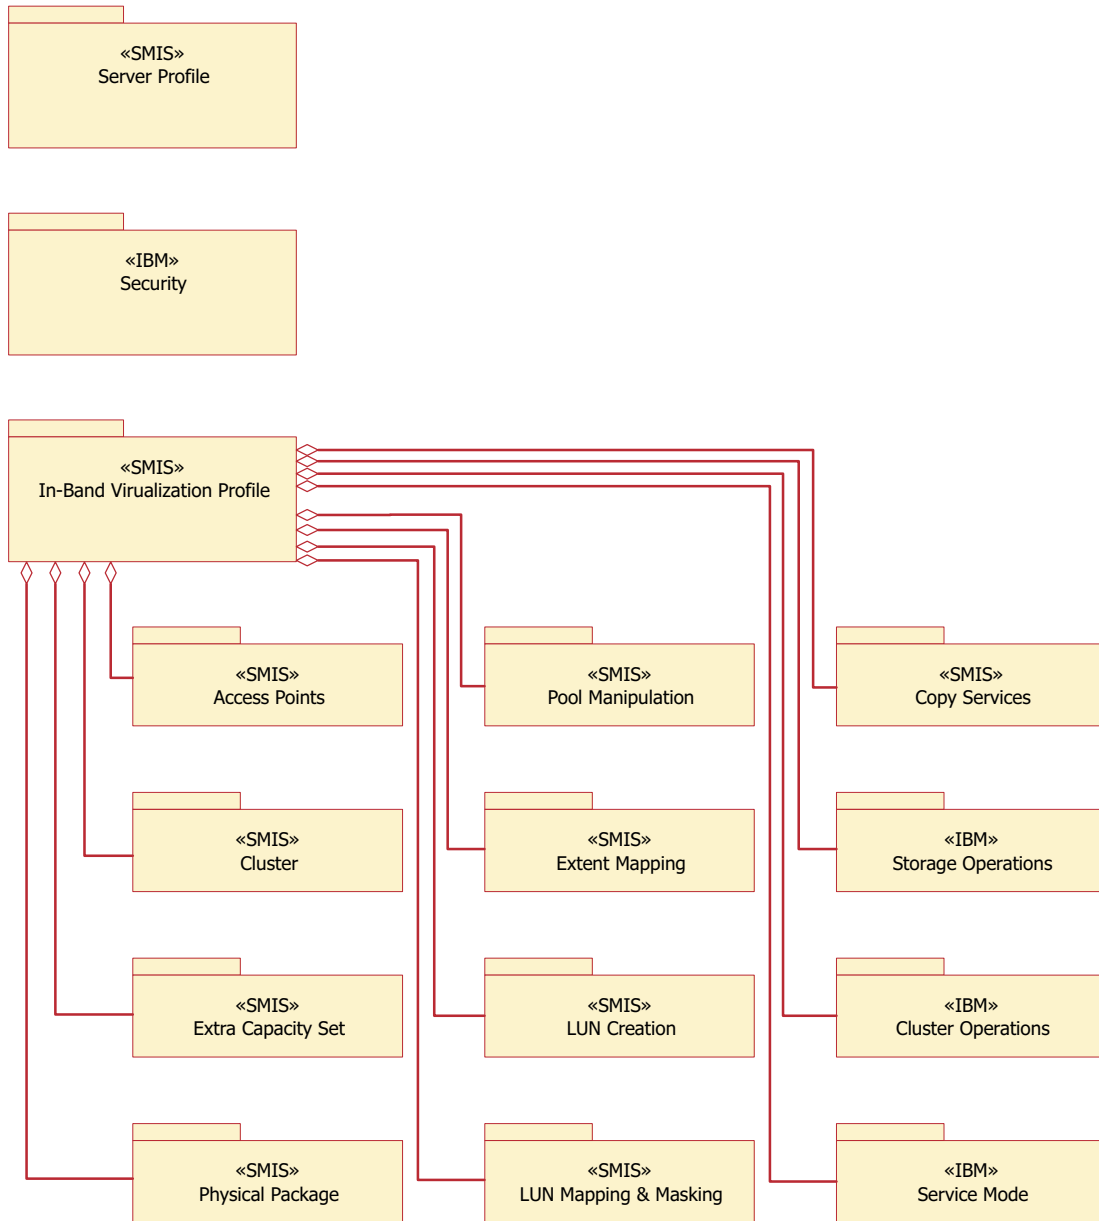 «SMIS»
Server Profile
«IBM»
Security
«SMIS»
In-Band Virualization Profile
«SMIS»
Access Points
«SMIS»
Pool Manipulation
«SMIS»
Copy Services
«SMIS»
Cluster
«SMIS»
Extent Mapping
«IBM»
Storage Operations
«SMIS»
Extra Capacity Set
«SMIS»
LUN Creation
«IBM»
Cluster Operations
«SMIS»
Physical Package
«SMIS»
LUN Mapping & Masking
«IBM»
Service Mode